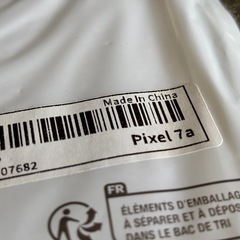 Made In China
Pixel 7a
07682
FR
ÉLÉMENTS D'EMBALLAG
À SÉPARER ET À DÉPOS
DANS LE BAC DE TRI